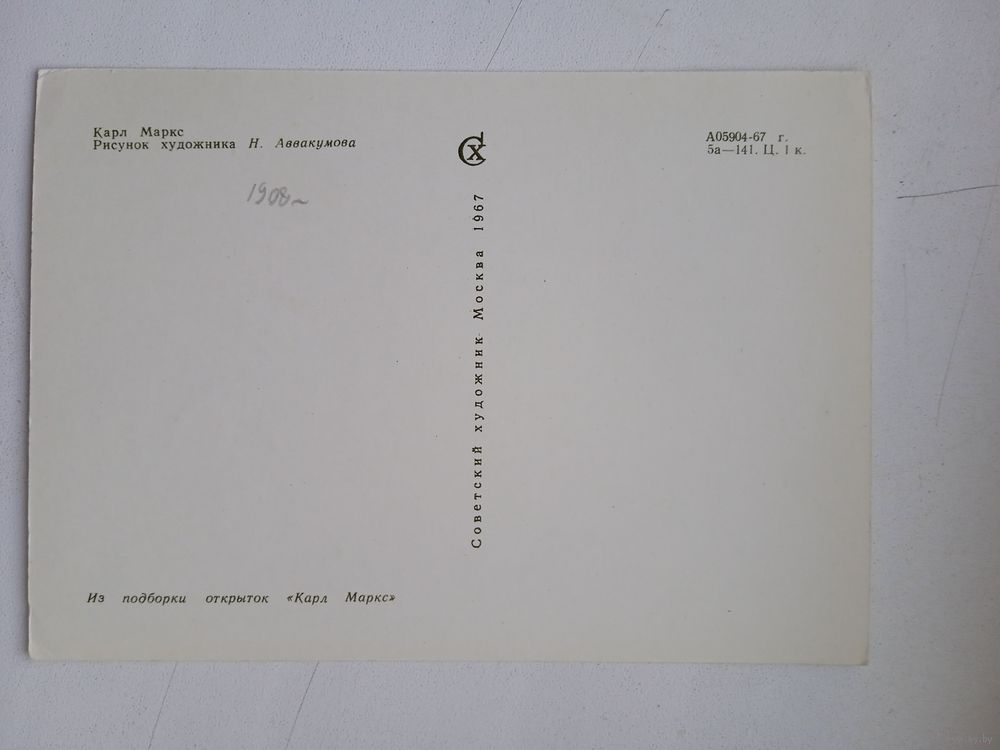 Карл Маркс
Рисунок художника Н. Аввакумова
1908
СХ
А05904-67 г.
5а—141. Ц. 1 к.
Советский художник Москва 1967
Из подборки открыток «Карл Маркс»